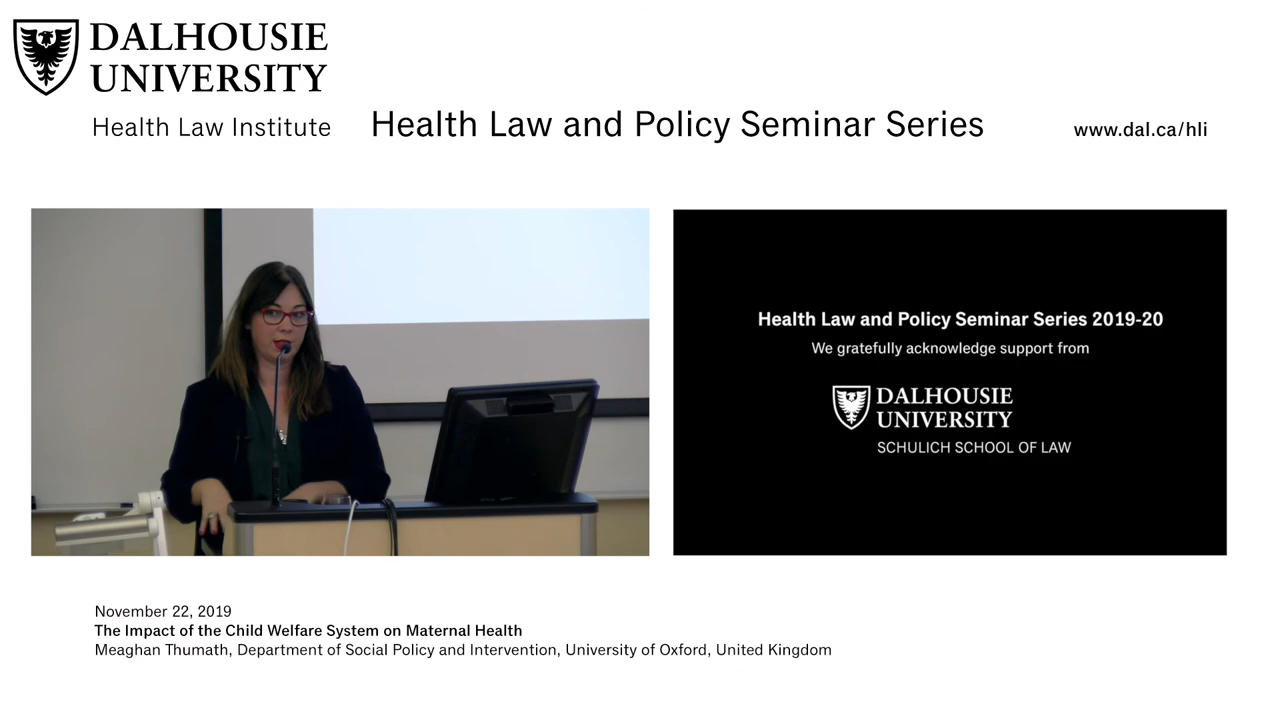 DALHOUSIE
UNIVERSITY
Health Law Institute
Health Law and Policy Seminar Series
www.dal.ca/hli
Health Law and Policy Seminar Series 2019-20
We gratefully acknowledge support from
DALHOUSIE
UNIVERSITY
SCHULICH SCHOOL OF LAW
November 22, 2019
The Impact of the Child Welfare System on Maternal Health
Meaghan Thumath, Department of Social Policy and Intervention, University of Oxford, United Kingdom